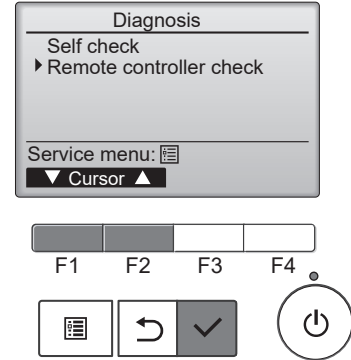 Diagnosis
Self check
Remote controller check
Service menu:
▼ Cursor ▲
F1 F2 F3 F4